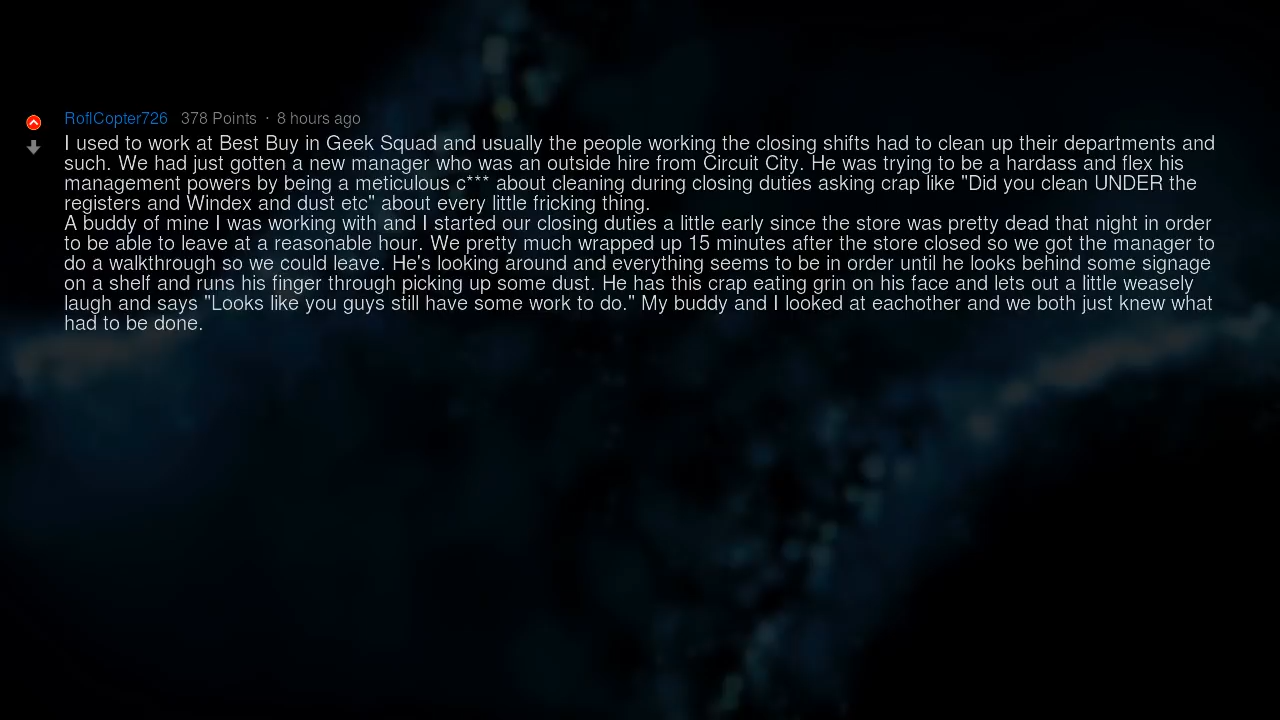 RoflCopter726 378 Points · 8 hours ago
I used to work at Best Buy in Geek Squad and usually the people working the closing shifts had to clean up their departments and
such. We had just gotten a new manager who was an outside hire from Circuit City. He was trying to be a hardass and flex his
management powers by being a meticulous c*** about cleaning during closing duties asking crap like "Did you clean UNDER the
registers and Windex and dust etc" about every little fricking thing.
A buddy of mine I was working with and I started our closing duties a little early since the store was pretty dead that night in order
to be able to leave at a reasonable hour. We pretty much wrapped up 15 minutes after the store closed so we got the manager to
do a walkthrough so we could leave. He's looking around and everything seems to be in order until he looks behind some signage
on a shelf and runs his finger through picking up some dust. He has this crap eating grin on his face and lets out a little weasely
laugh and says "Looks like you guys still have some work to do." My buddy and I looked at eachother and we both just knew what
had to be done.